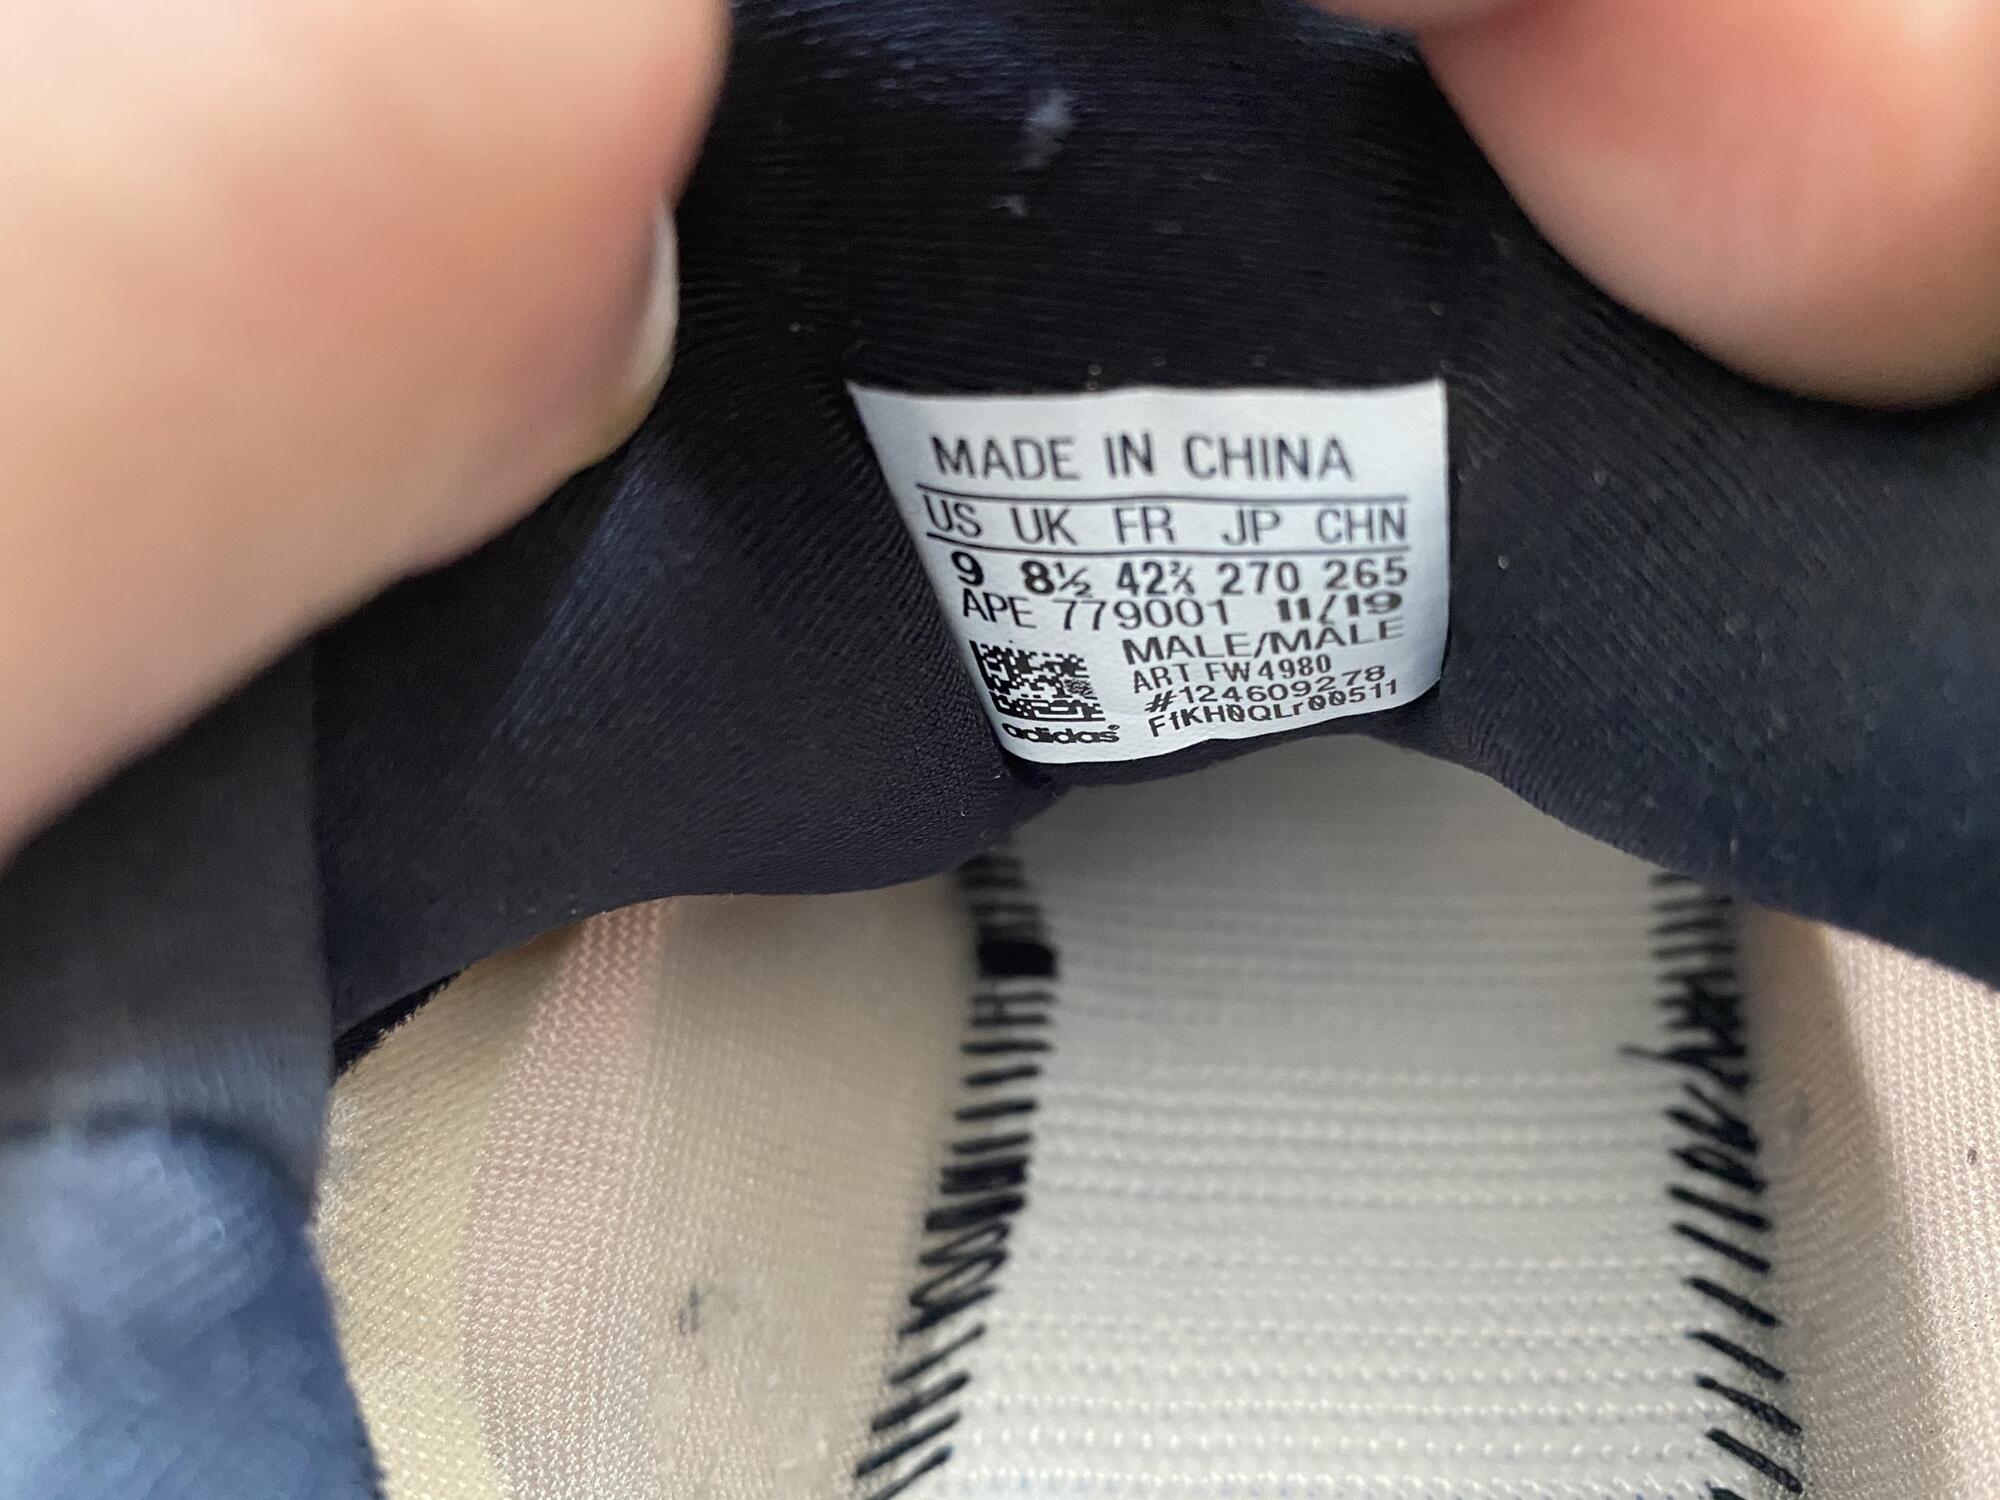 MADE IN CHINA
US UK FR JP CHN
9 8½ 42⅔ 270 265
APE 779001 11/19
MALE/MÂLE
ART FW4980
#124609278
FfKH0QLr00511
adidas®